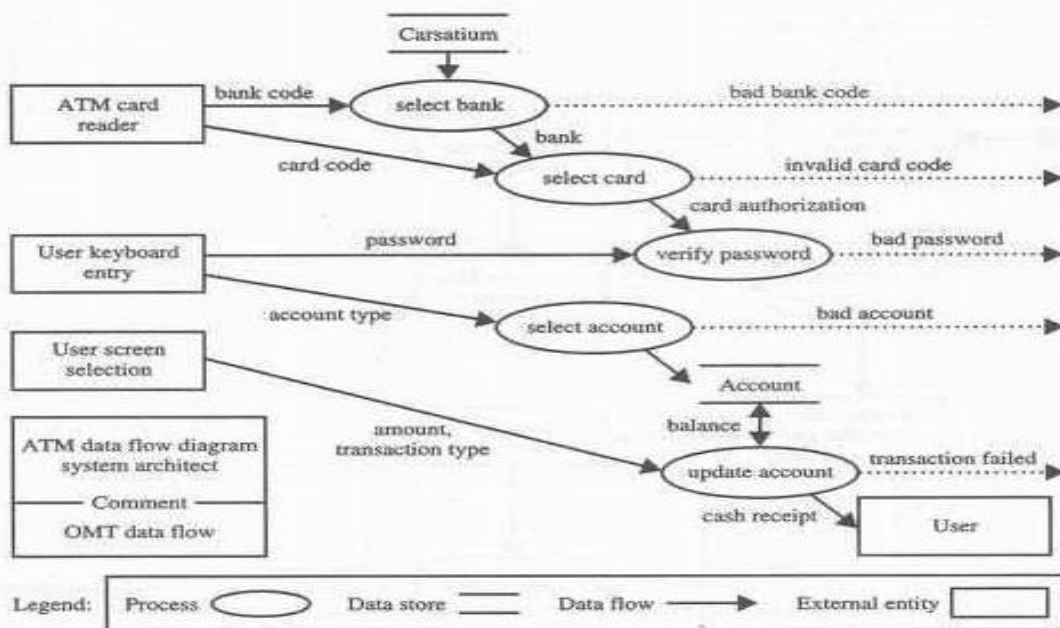 Carsatium
ATM card
reader
bank code
select bank
bad bank code
bank
card code
select card
invalid card code
card authorization
User keyboard
entry
password
verify password
bad password
account type
select account
bad account
User screen
selection
Account
balance
amount,
transaction type
update account
transaction failed
cash receipt
User
ATM data flow diagram
system architect
Comment
OMT data flow
Legend: Process Data store Data flow External entity